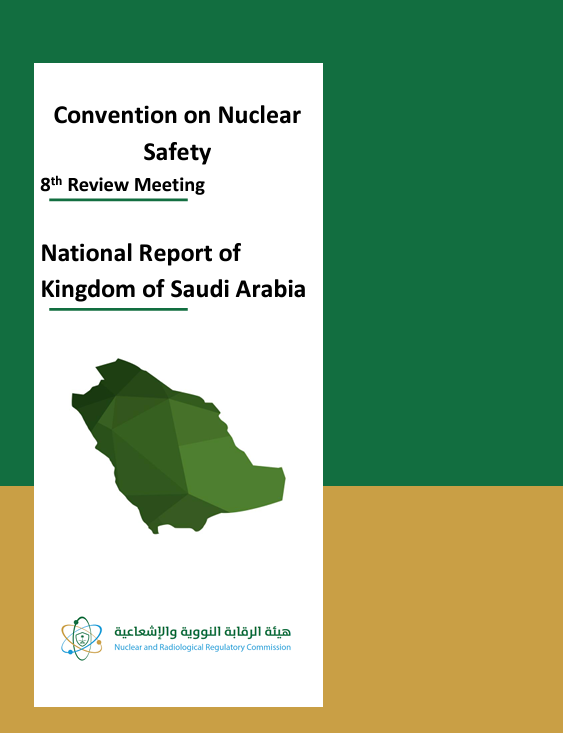 Convention on Nuclear
Safety
8th Review Meeting
National Report of
Kingdom of Saudi Arabia
هيئة الرقابة النووية والإشعاعية
Nuclear and Radiological Regulatory Commission